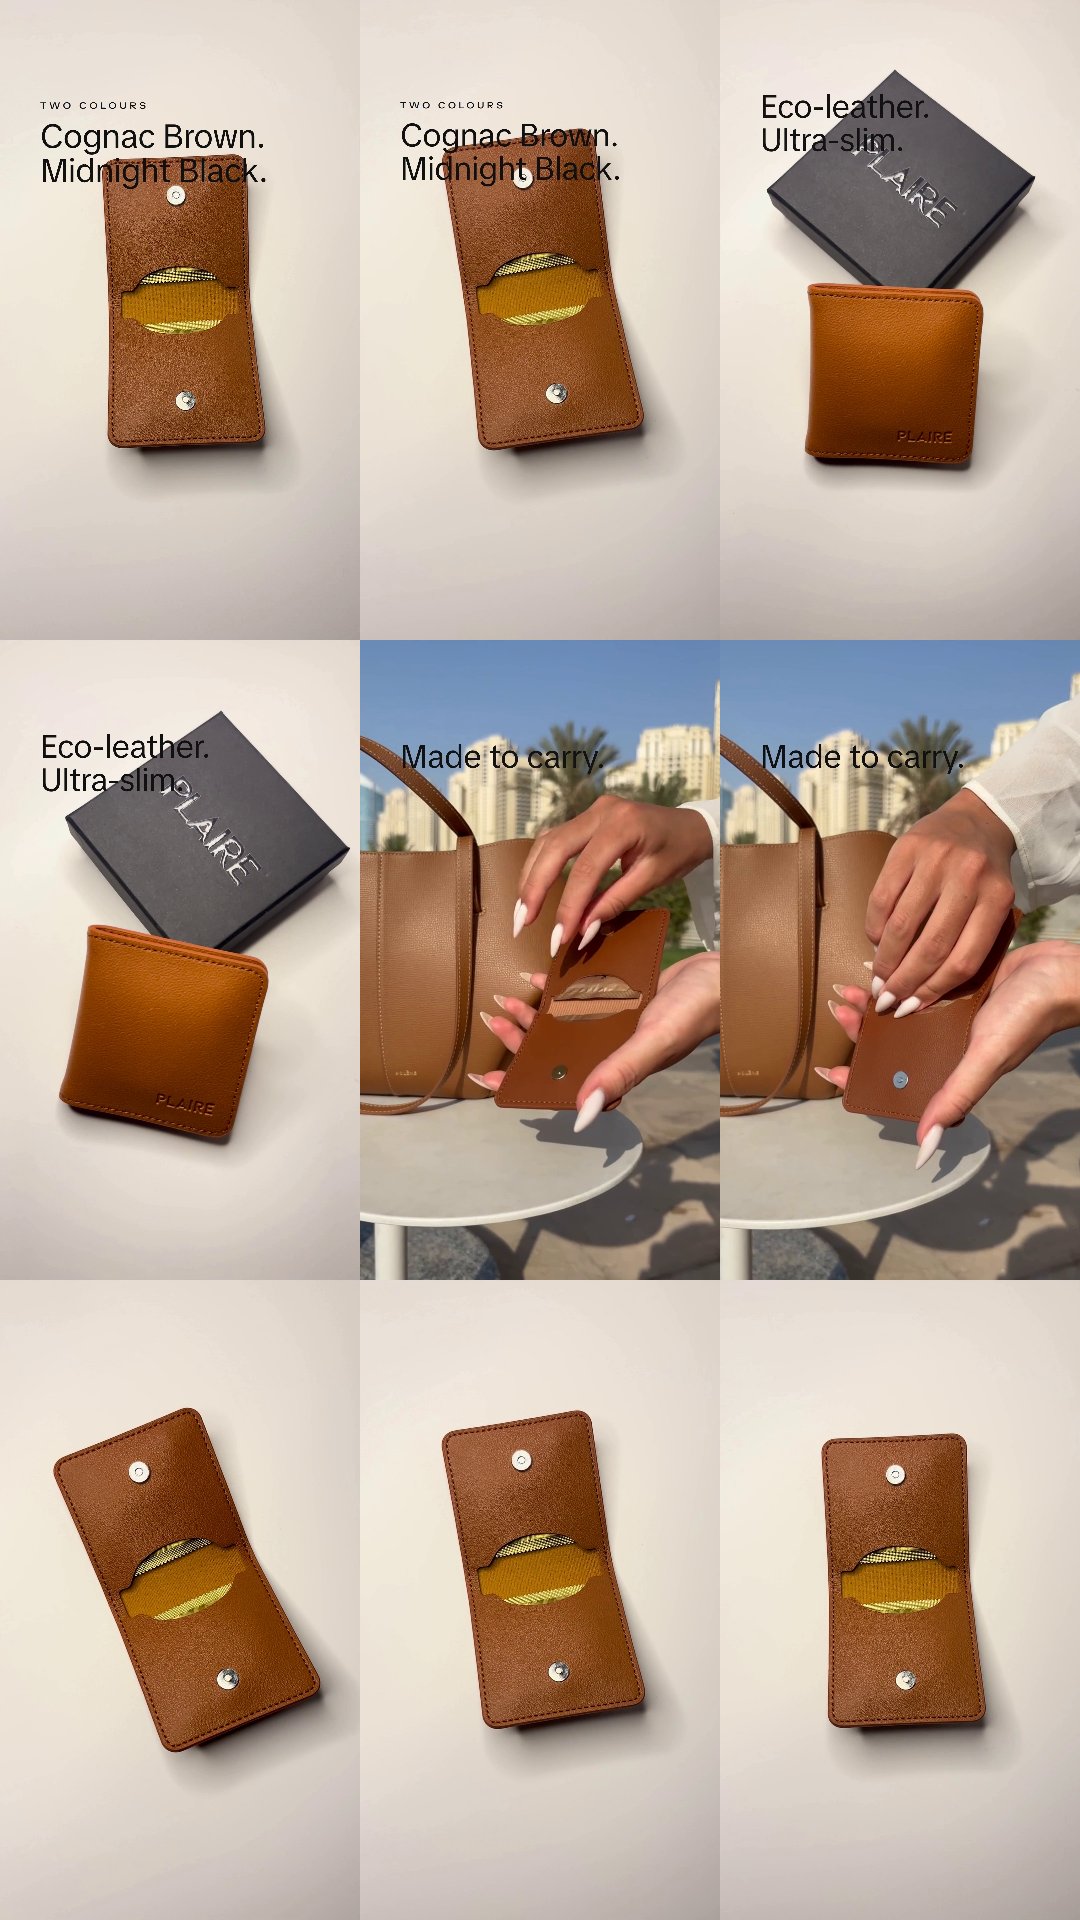 TWO COLOURS
Cognac Brown.
Midnight Black.
TWO COLOURS
Cognac Brown.
Midnight Black.
Eco-leather.
Ultra-slim.
PLAIRE
PLAIRE
Eco-leather.
Ultra-slim.
PLAIRE
PLAIRE
Made to carry.
Made to carry.